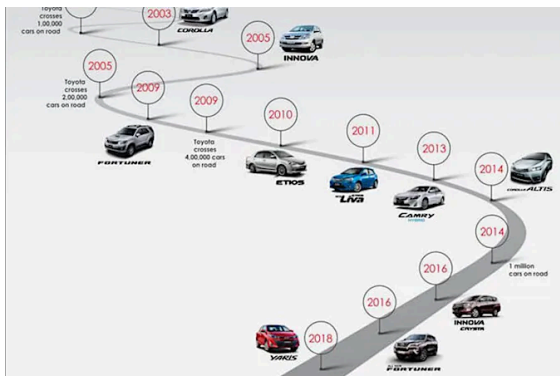 Toyota
crosses
1,00,000
cars on road
2003
COROLLA
2005
INNOVA
2005
Toyota
crosses
2,00,000
cars on road
2009
FORTUNER
2009
Toyota
crosses
4,00,000 cars
on road
2010
ETIOS
2011
Liva
2013
CAMRY
HYBRID
2014
COROLLA ALTIS
2014
1 million
cars on road
2016
INNOVA
CRYSTA
2016
FORTUNER
2018
YARIS